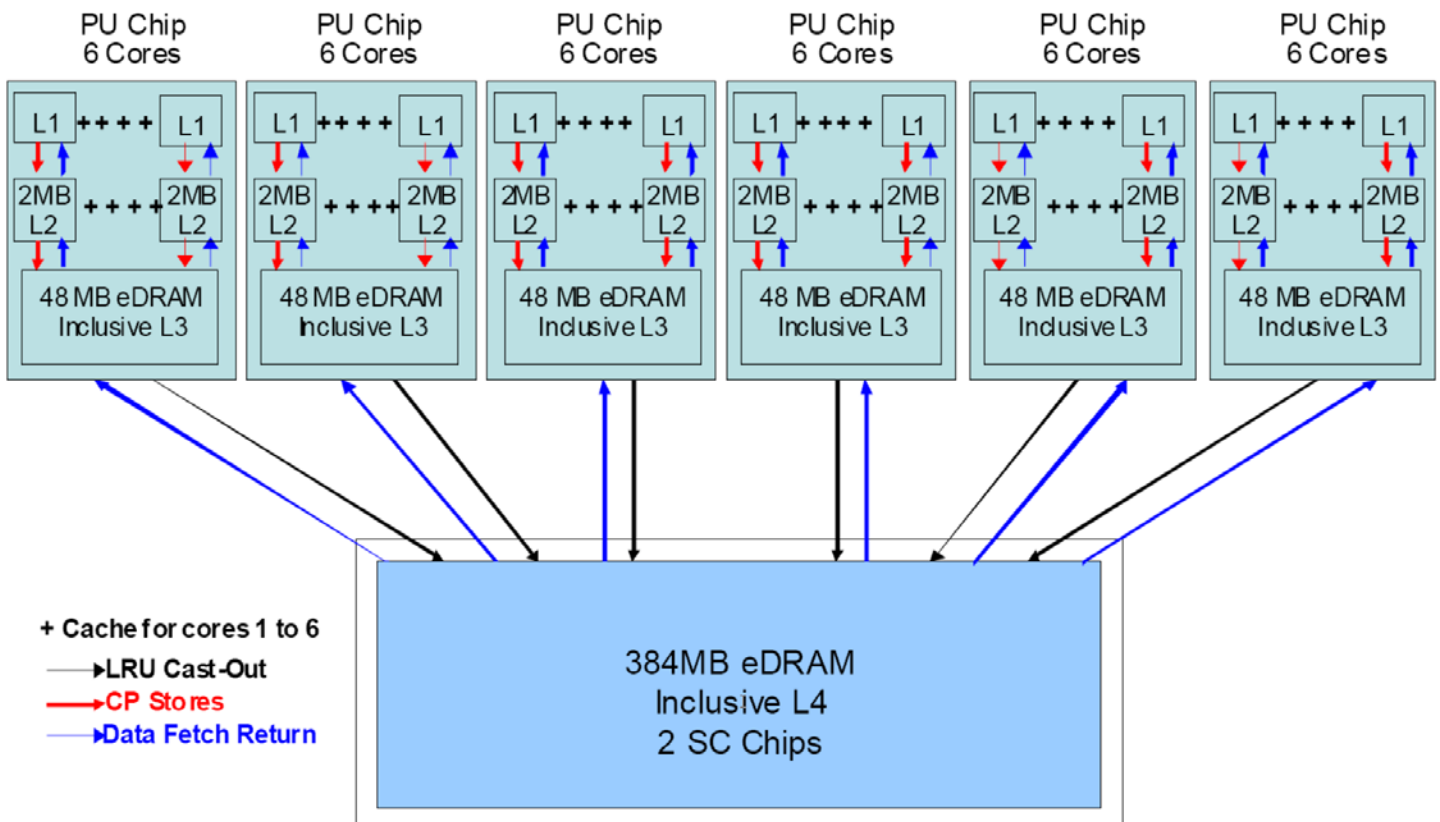 PU Chip PU Chip PU Chip PU Chip PU Chip PU Chip
6 Cores 6 Cores 6 Cores 6 Cores 6 Cores 6 Cores
L1 ++++ L1 L1 ++++ L1 L1 ++++ L1 L1 ++++ L1 L1 ++++ L1 L1 ++++ L1
2MB 2MB 2MB 2MB 2MB 2MB 2MB 2MB 2MB 2MB 2MB 2MB
++++ ++++ ++++ ++++ ++++ ++++
L2 L2 L2 L2 L2 L2 L2 L2 L2 L2 L2 L2
48 MB eDRAM 48 MB eDRAM 48 MB eDRAM 48 MB eDRAM 48 MB eDRAM 48 MB eDRAM
Inclusive L3 Inclusive L3 Inclusive L3 Inclusive L3 Inclusive L3 Inclusive L3
+ Cache for cores 1 to 6
LRU Cast-Out
CP Stores
Data Fetch Return
384MB eDRAM
Inclusive L4
2 SC Chips